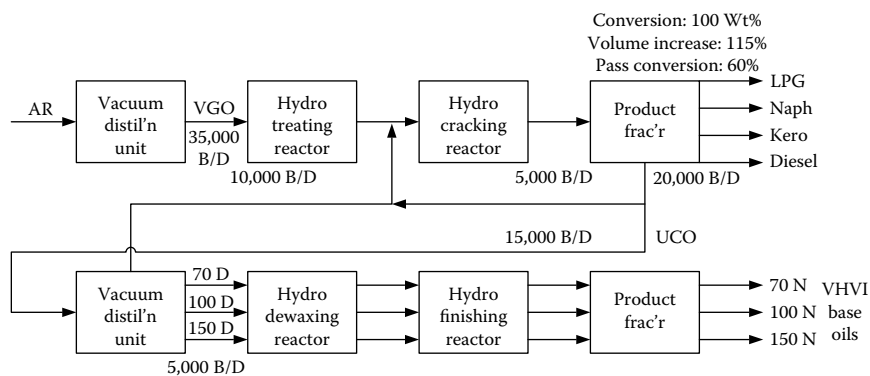 Conversion: 100 Wt%
Volume increase: 115%
Pass conversion: 60%
AR
Vacuum
distil'n
unit
VGO
35,000
B/D
Hydro
treating
reactor
Hydro
cracking
reactor
Product
frac'r
LPG
Naph
Kero
Diesel
10,000 B/D
5,000 B/D
20,000 B/D
15,000 B/D
UCO
Vacuum
distil'n
unit
70 D
100 D
150 D
5,000 B/D
Hydro
dewaxing
reactor
Hydro
finishing
reactor
Product
frac'r
70 N
100 N
150 N
VHVI
base
oils